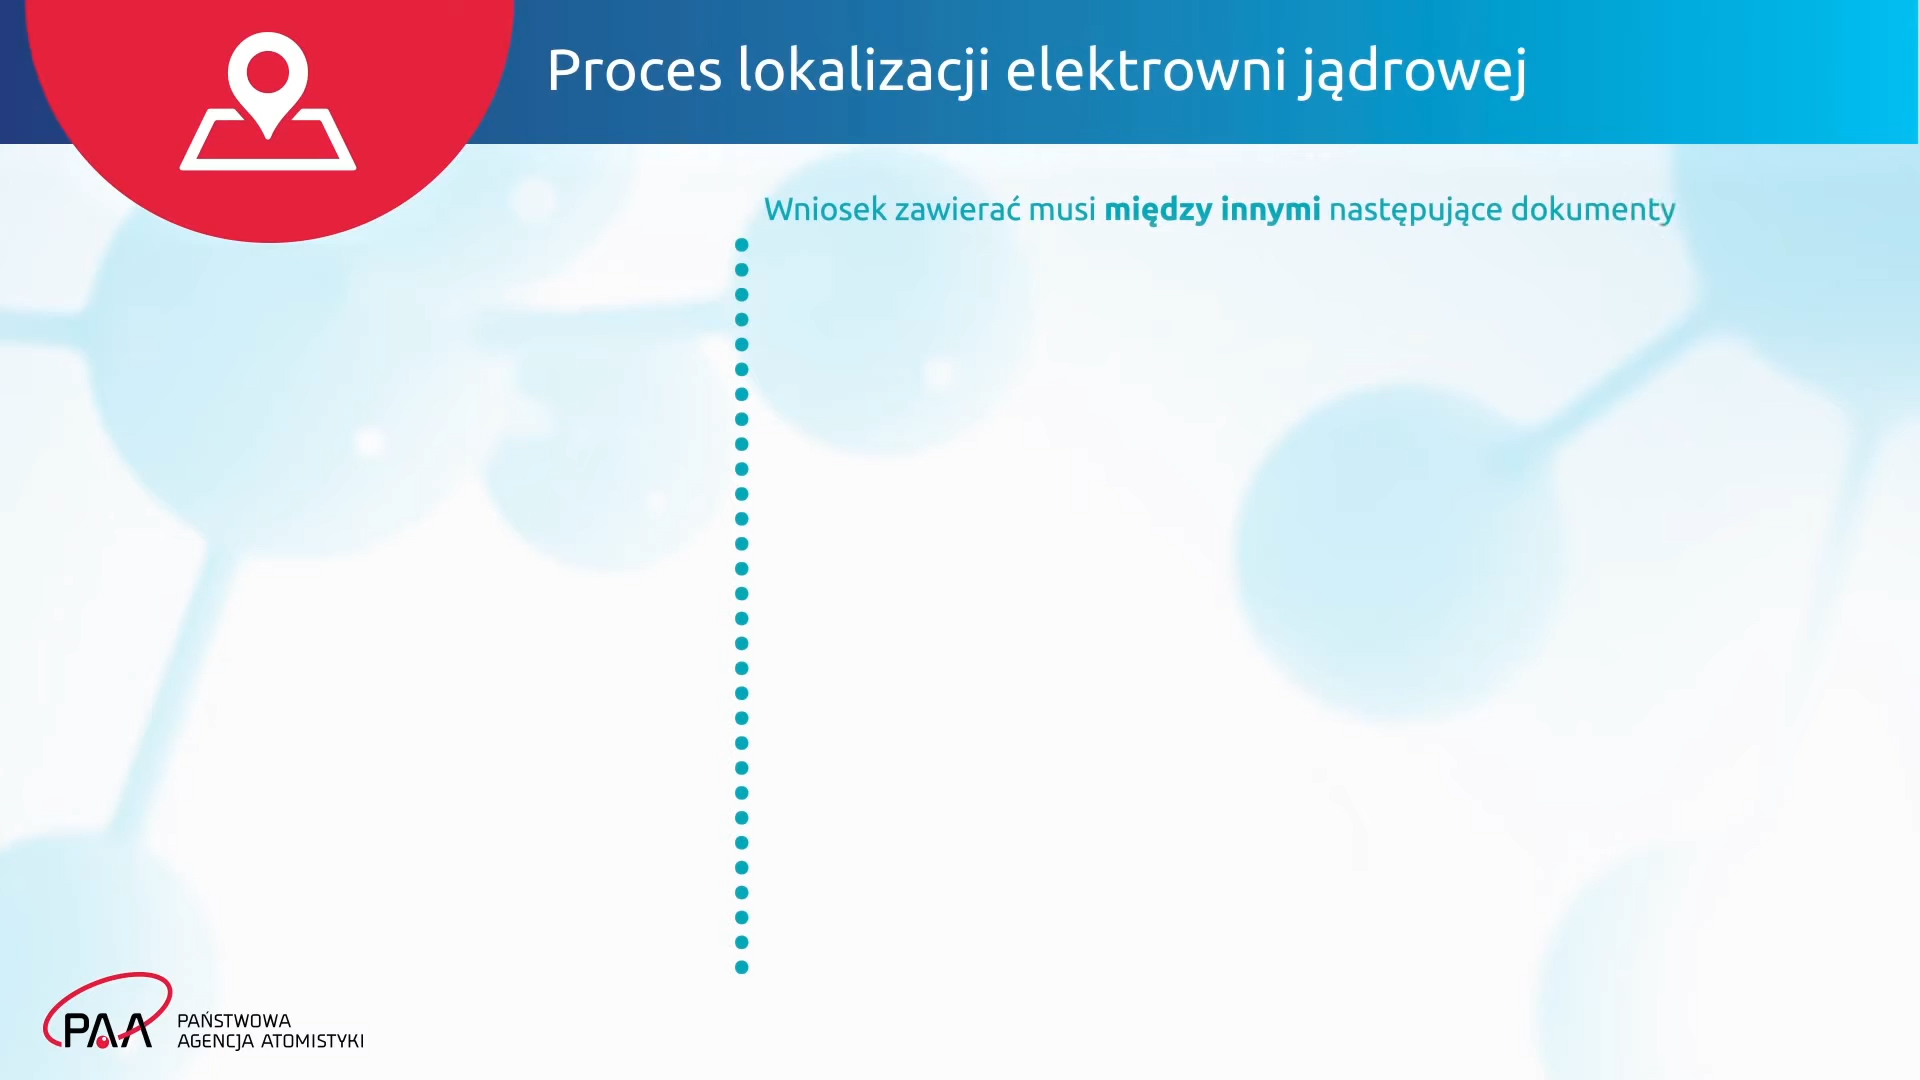 Proces lokalizacji elektrowni jądrowej
Wniosek zawierać musi między innymi następujące dokumenty
PAA
PAŃSTWOWA
AGENCJA ATOMISTYKI